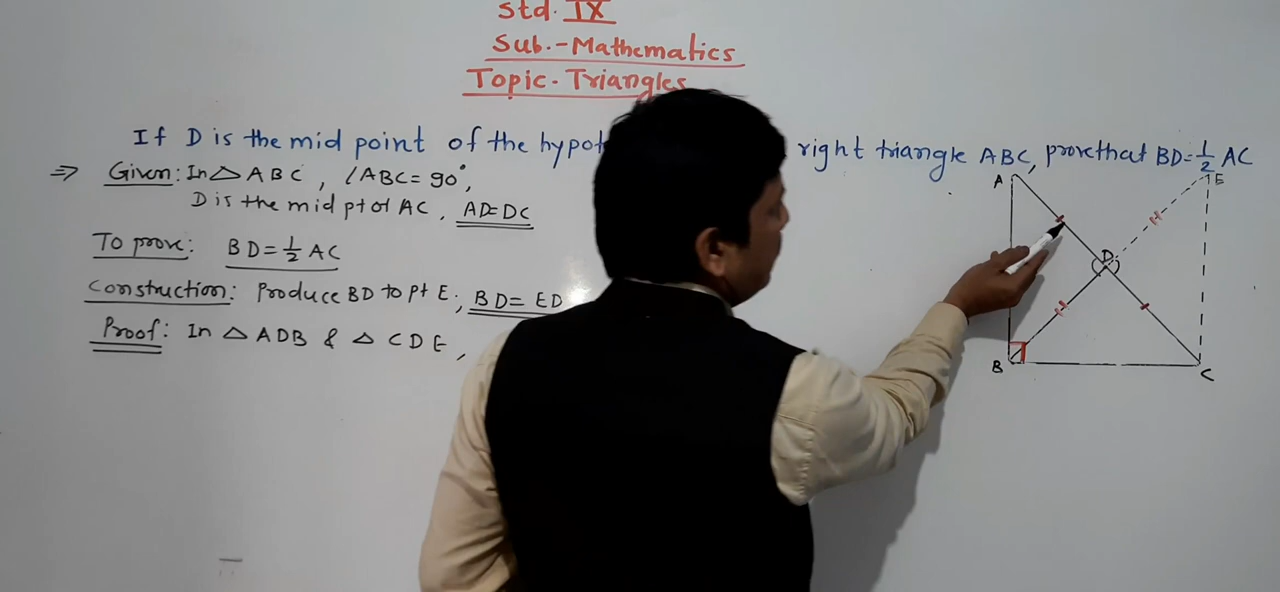 Std. IX
Sub.-Mathematics
Topic. Triangles
If D is the mid point of the hypot right triangle ABC, prove that BD=1/2 AC
⇒ Given: In △ABC, ∠ABC=90°,
D is the mid pt of AC, AD=DC
To prove: BD=1/2 AC
Construction: Produce BD to pt E; BD=ED
Proof: In △ADB & △CDE,
A
E
D
B
C